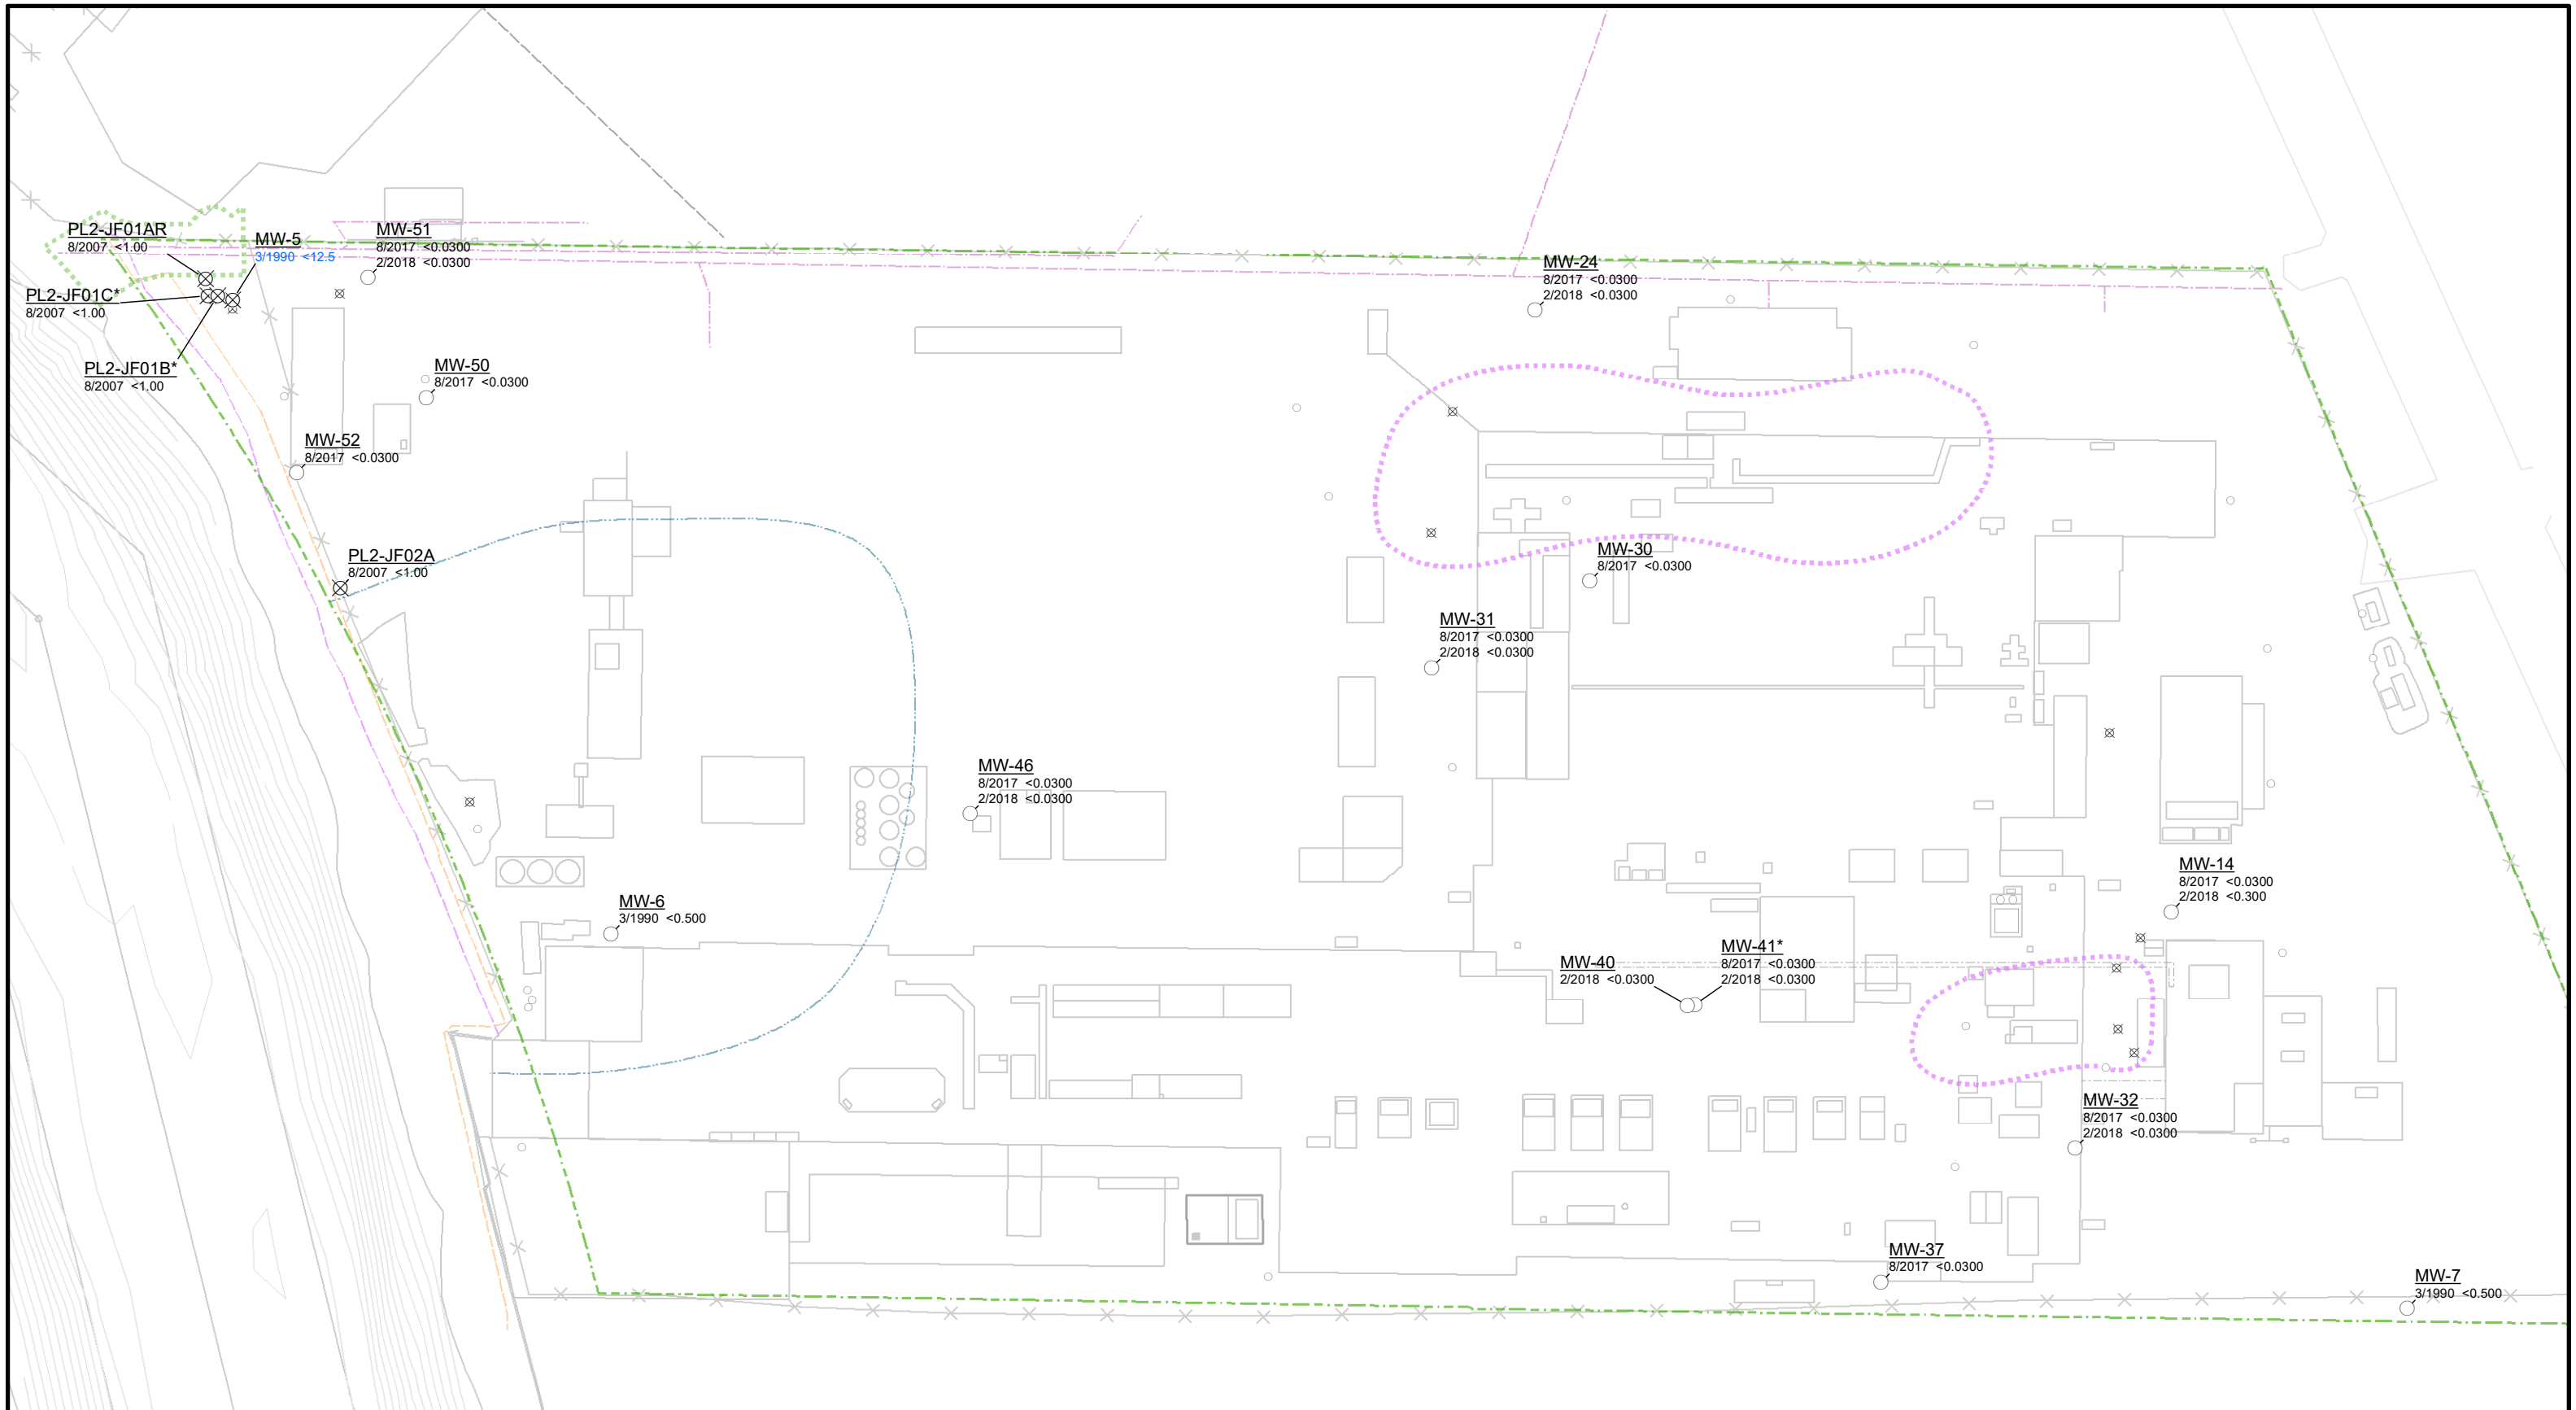 PL2-JF01AR
8/2007 <1.00
MW-5
3/1990 <12.5
MW-51
8/2017 <0.0300
2/2018 <0.0300
MW-24
8/2017 <0.0300
2/2018 <0.0300
PL2-JF01C*
8/2007 <1.00
PL2-JF01B*
8/2007 <1.00
MW-50
8/2017 <0.0300
MW-52
8/2017 <0.0300
PL2-JF02A
8/2007 <1.00
MW-30
8/2017 <0.0300
MW-31
8/2017 <0.0300
2/2018 <0.0300
MW-46
8/2017 <0.0300
2/2018 <0.0300
MW-14
8/2017 <0.0300
2/2018 <0.300
MW-6
3/1990 <0.500
MW-41*
8/2017 <0.0300
2/2018 <0.0300
MW-40
2/2018 <0.0300
MW-32
8/2017 <0.0300
2/2018 <0.0300
MW-37
8/2017 <0.0300
MW-7
3/1990 <0.500